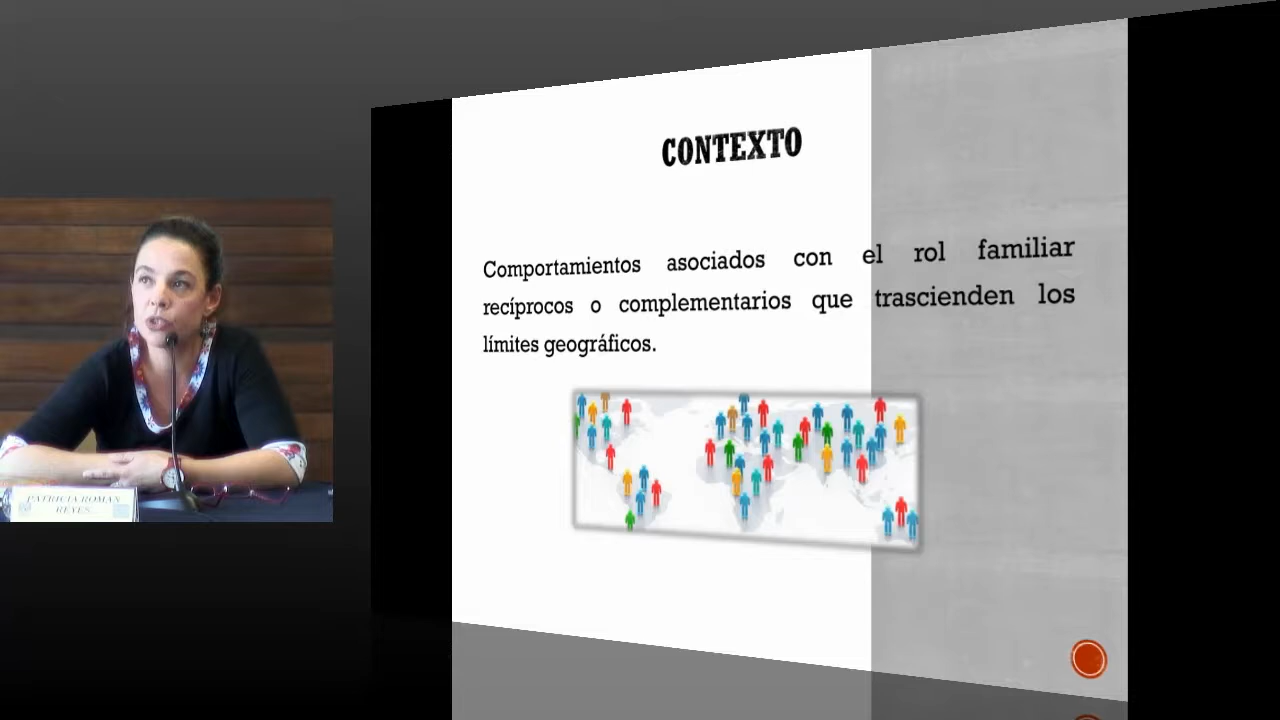 CONTEXTO
Comportamientos asociados con el rol familiar
recíprocos o complementarios que trascienden los
límites geográficos.
PATRICIA ROMAN
REYES